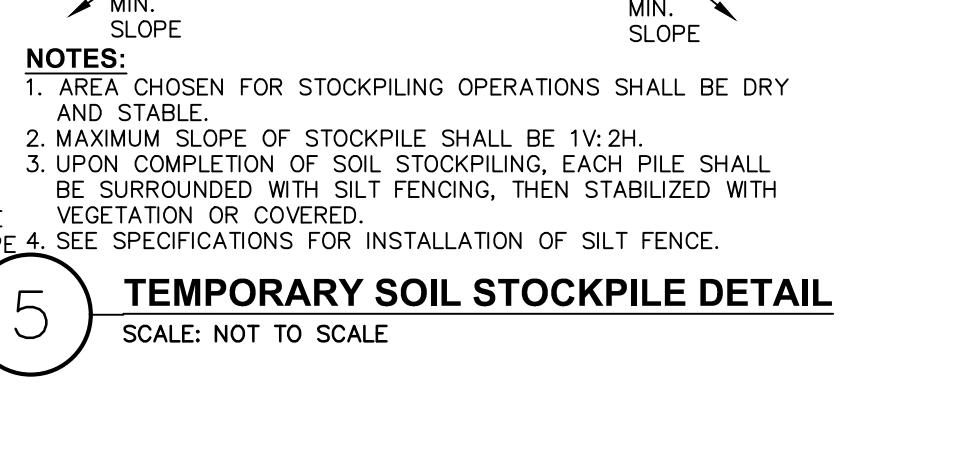 MIN.
SLOPE
MIN.
SLOPE
NOTES:
1. AREA CHOSEN FOR STOCKPILING OPERATIONS SHALL BE DRY
AND STABLE.
2. MAXIMUM SLOPE OF STOCKPILE SHALL BE 1V:2H.
3. UPON COMPLETION OF SOIL STOCKPILING, EACH PILE SHALL
BE SURROUNDED WITH SILT FENCING, THEN STABILIZED WITH
VEGETATION OR COVERED.
4. SEE SPECIFICATIONS FOR INSTALLATION OF SILT FENCE.
5
TEMPORARY SOIL STOCKPILE DETAIL
SCALE: NOT TO SCALE